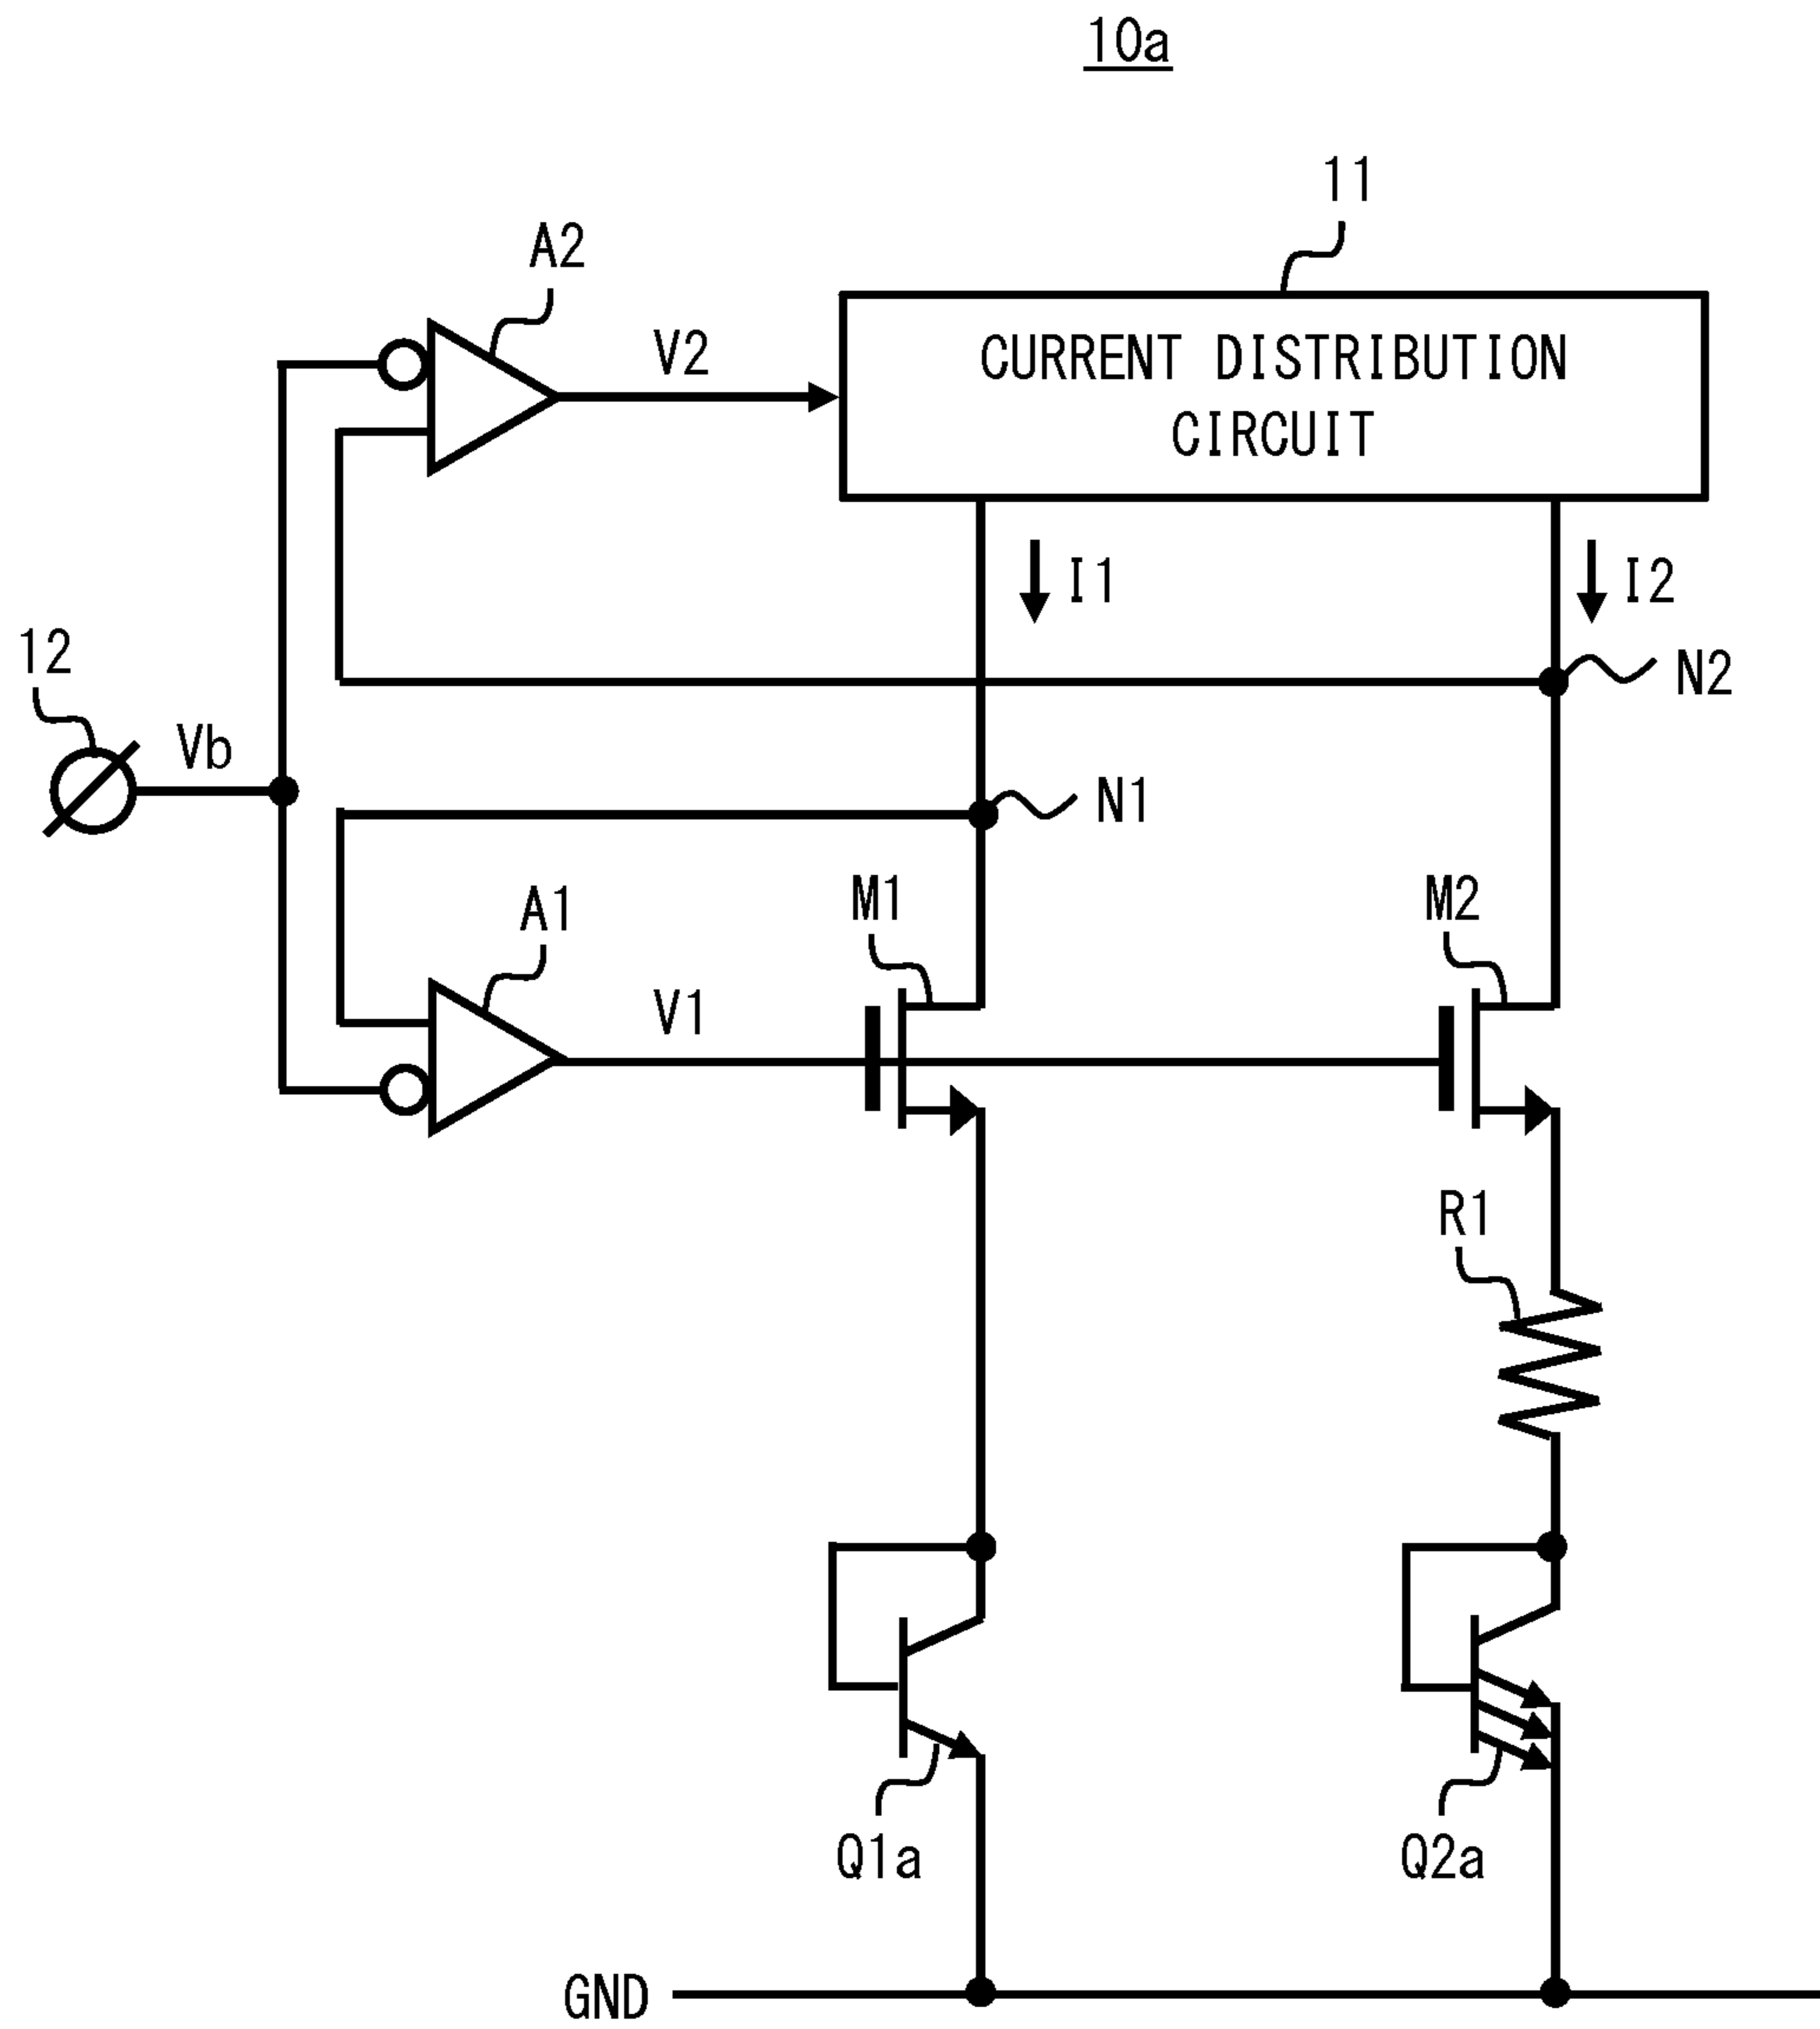 10a
11
A2
V2
CURRENT DISTRIBUTION
CIRCUIT
I1
I2
12
Vb
N2
N1
A1
M1
M2
V1
R1
Q1a
Q2a
GND